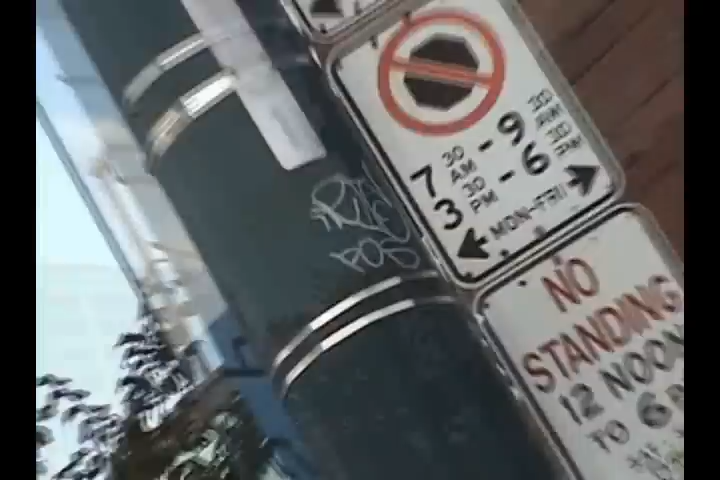 7 30 AM - 9 30 AM
3 30 PM - 6 30 PM
MON-FRI
NO
STANDING
12 NOON
TO 6